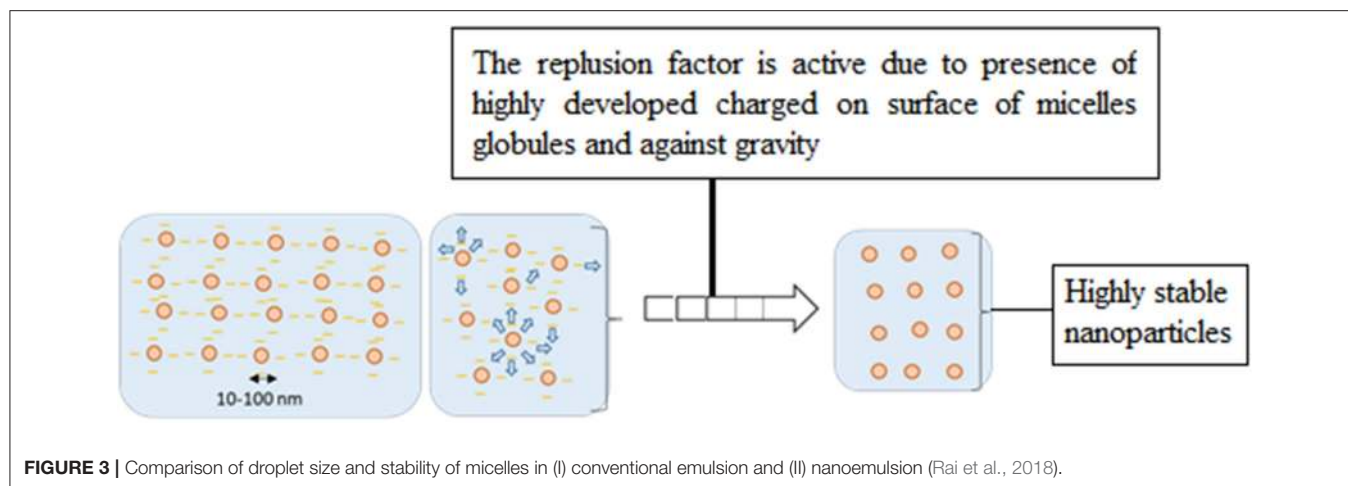 The replusion factor is active due to presence of
highly developed charged on surface of micelles
globules and against gravity
10-100 nm
Highly stable
nanoparticles
FIGURE 3 | Comparison of droplet size and stability of micelles in (I) conventional emulsion and (II) nanoemulsion (Rai et al., 2018).